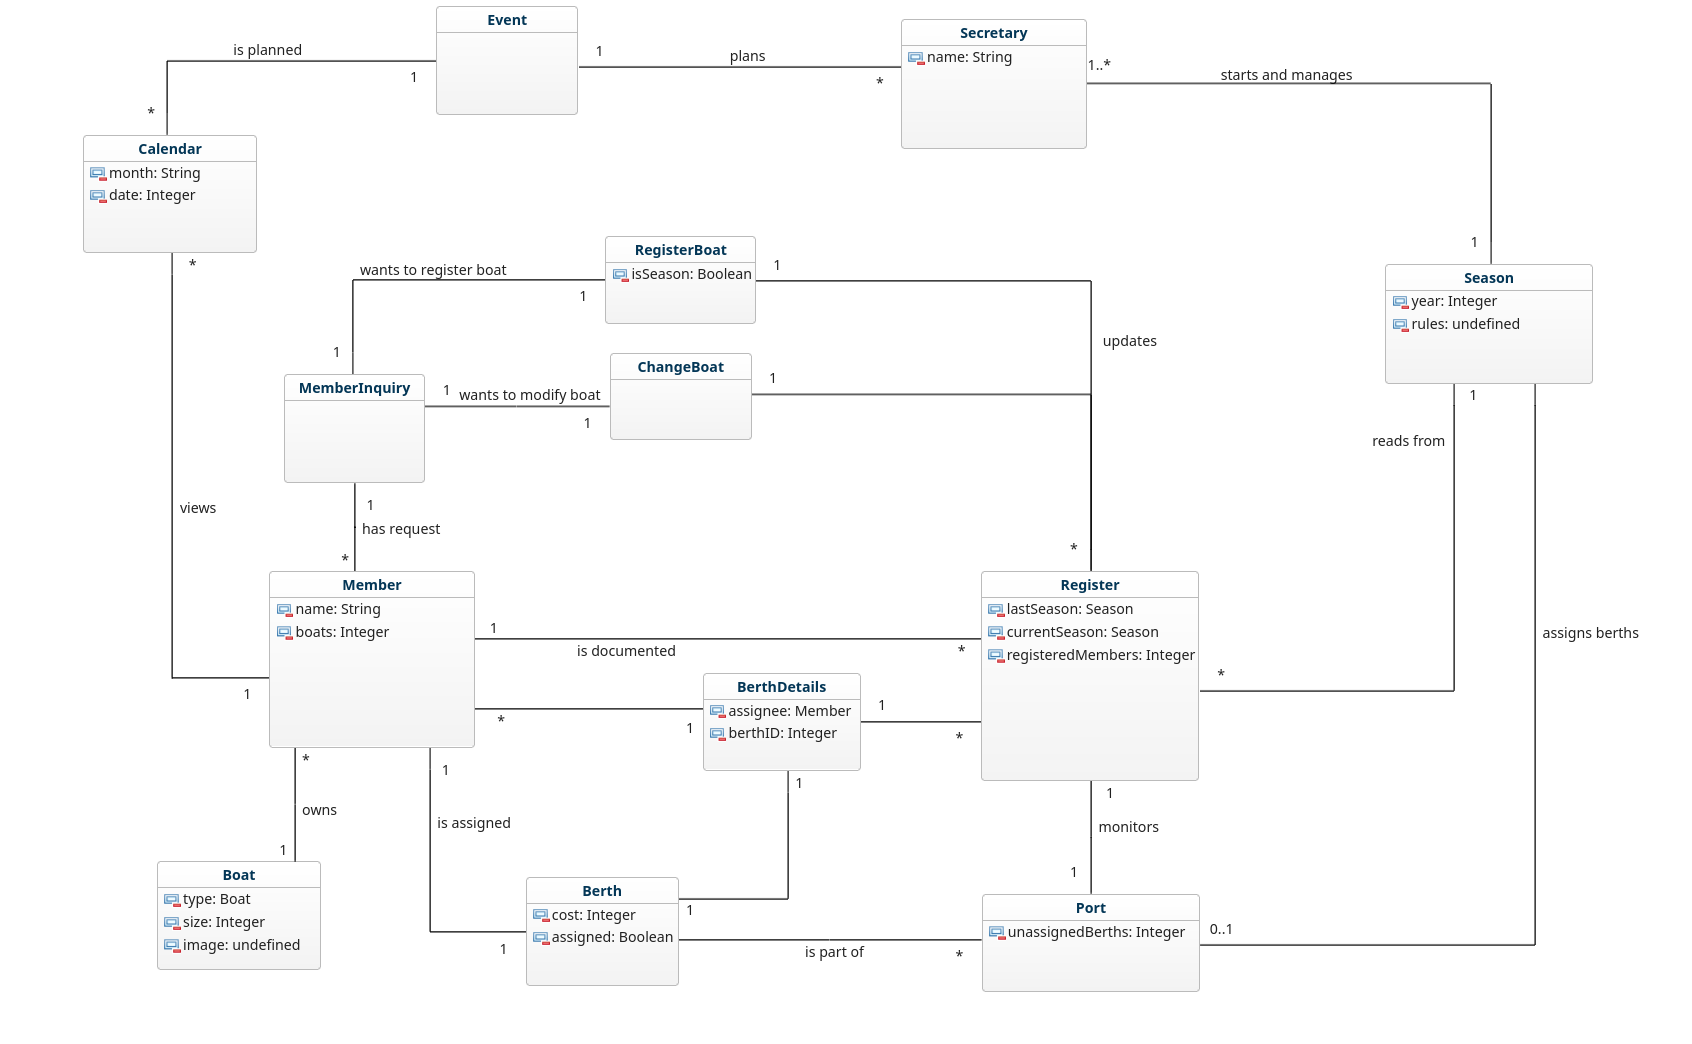 Event
Secretary
name: String
is planned
1
1
plans
*
1..*
starts and manages
*
Calendar
month: String
date: Integer
*
1
RegisterBoat
isSeason: Boolean
1
wants to register boat
1
1
Season
year: Integer
rules: undefined
updates
ChangeBoat
1
MemberInquiry
1
wants to modify boat
1
1
reads from
views
1
has request
*
*
Member
name: String
boats: Integer
1
is documented
*
Register
lastSeason: Season
currentSeason: Season
registeredMembers: Integer
*
assigns berths
1
*
1
BerthDetails
assignee: Member
berthID: Integer
1
*
*
owns
1
1
is assigned
1
1
monitors
1
Boat
type: Boat
size: Integer
image: undefined
Berth
cost: Integer
assigned: Boolean
1
1
is part of
*
Port
unassignedBerths: Integer
0..1